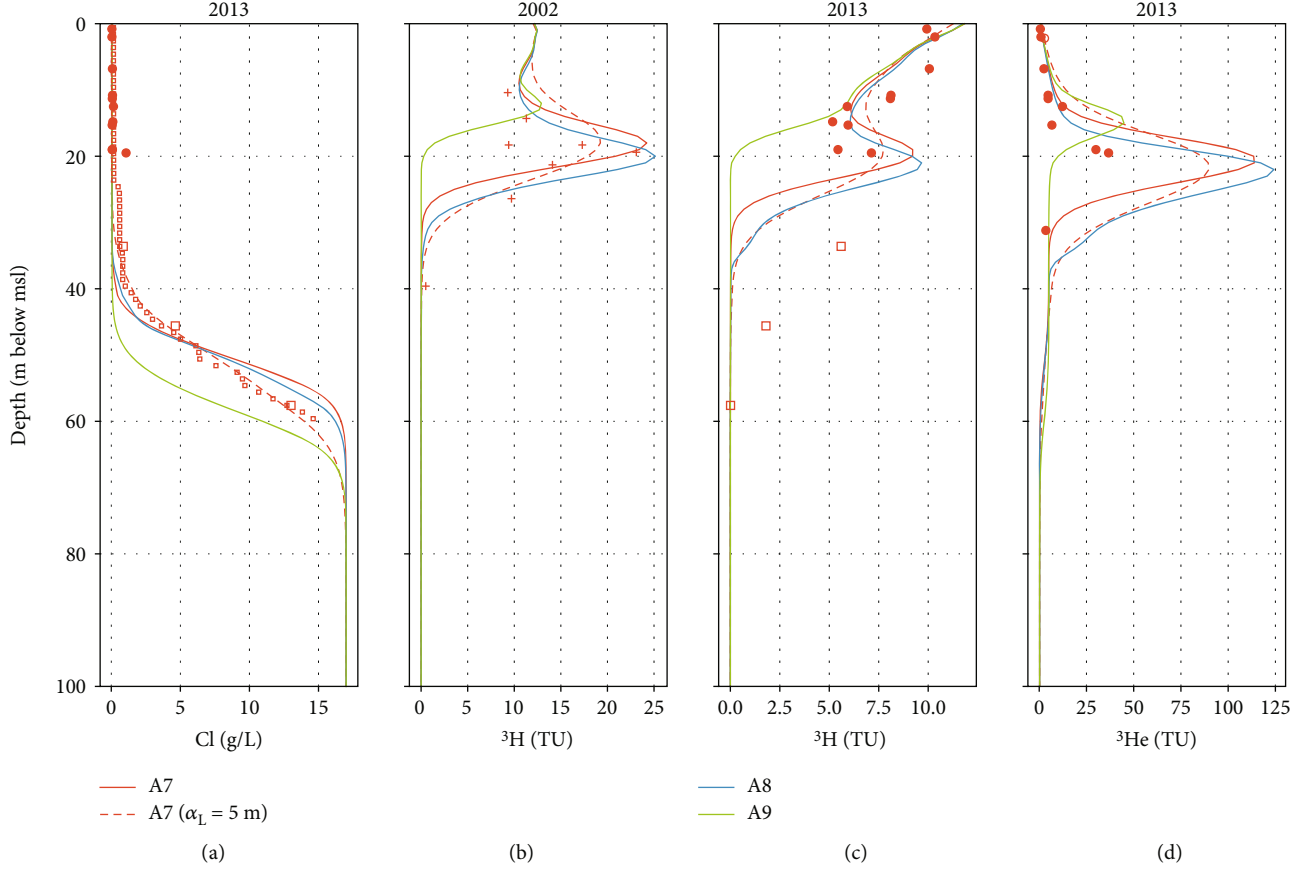 2013 2002 2013 2013
0
20
40
60
80
100
Depth (m below msl)
0 5 10 15
0 5 10 15 20 25
0.0 2.5 5.0 7.5 10.0
0 25 50 75 100 125
Cl (g/L)
³H (TU)
³H (TU)
³He (TU)
A7
A7 (αL = 5 m)
A8
A9
(a) (b) (c) (d)